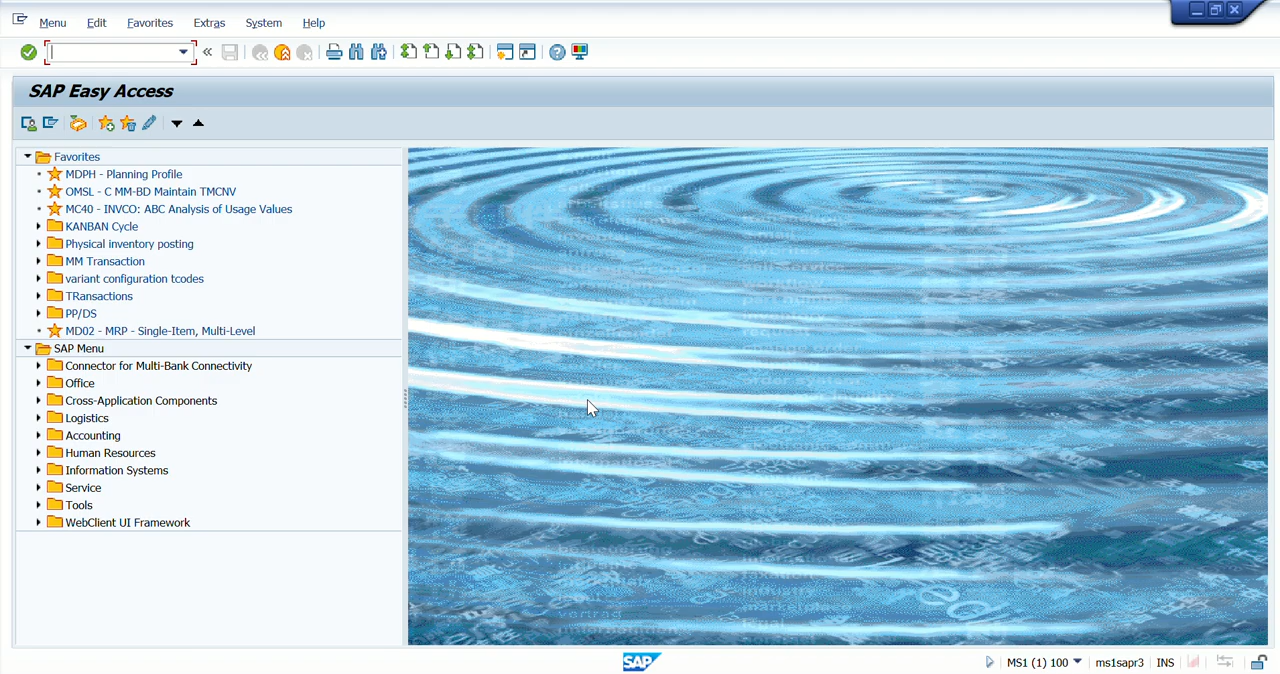 Menu Edit Favorites Extras System Help
SAP Easy Access
Favorites
MDPH - Planning Profile
OMSL - C MM-BD Maintain TMCNV
MC40 - INVCO: ABC Analysis of Usage Values
KANBAN Cycle
Physical inventory posting
MM Transaction
variant configuration tcodes
TRansactions
PP/DS
MD02 - MRP - Single-Item, Multi-Level
SAP Menu
Connector for Multi-Bank Connectivity
Office
Cross-Application Components
Logistics
Accounting
Human Resources
Information Systems
Service
Tools
WebClient UI Framework
SAP
MS1 (1) 100 ms1sapr3 INS